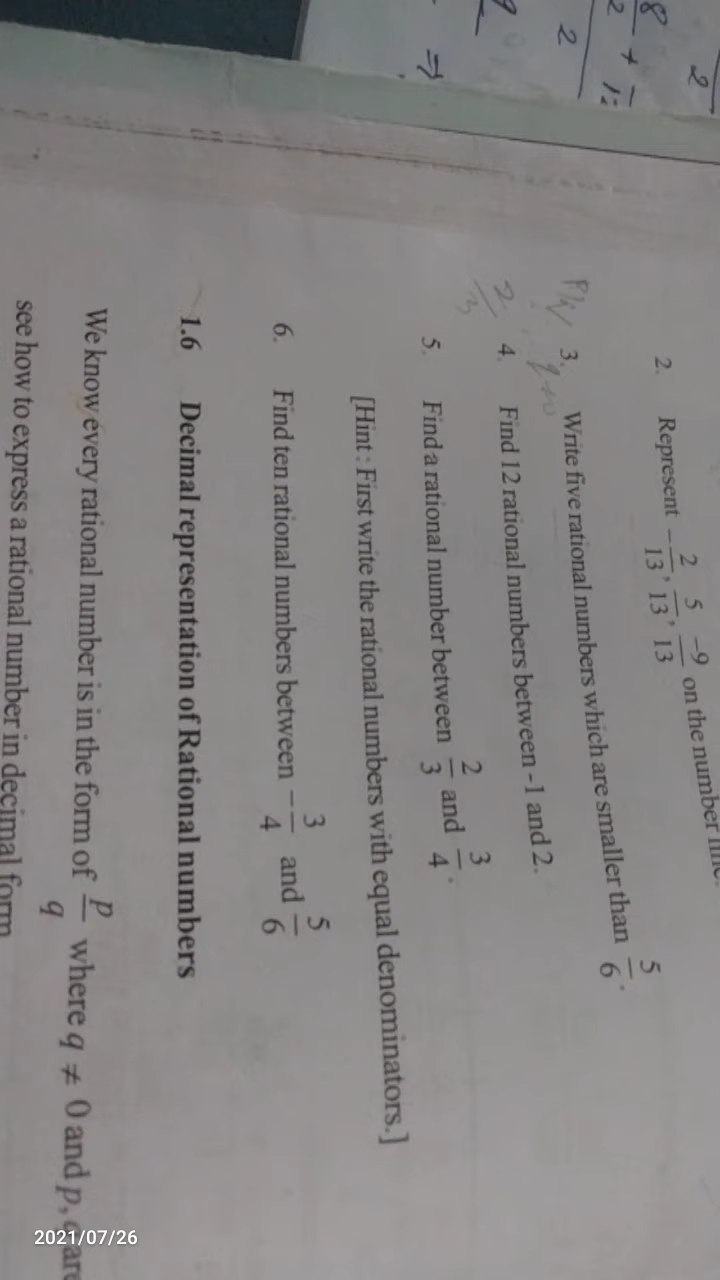 2. Represent -2/13, 5/13, -9/13 on the number
3. Write five rational numbers which are smaller than 5/6.
4. Find 12 rational numbers between -1 and 2.
5. Find a rational number between 2/3 and 3/4.
[Hint : First write the rational numbers with equal denominators.]
6. Find ten rational numbers between -3/4 and 5/6
1.6 Decimal representation of Rational numbers
We know every rational number is in the form of p/q where q ≠ 0 and p,
see how to express a rational number in decimal form
2021/07/26